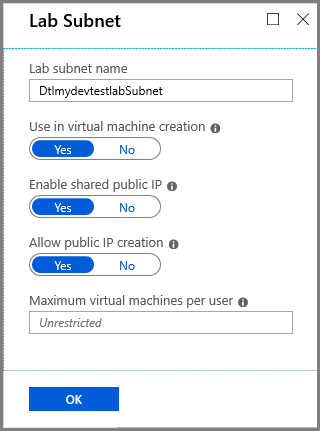 Lab Subnet
Lab subnet name
DtlmydevtestlabSubnet
Use in virtual machine creation
Yes No
Enable shared public IP
Yes No
Allow public IP creation
Yes No
Maximum virtual machines per user
Unrestricted
OK